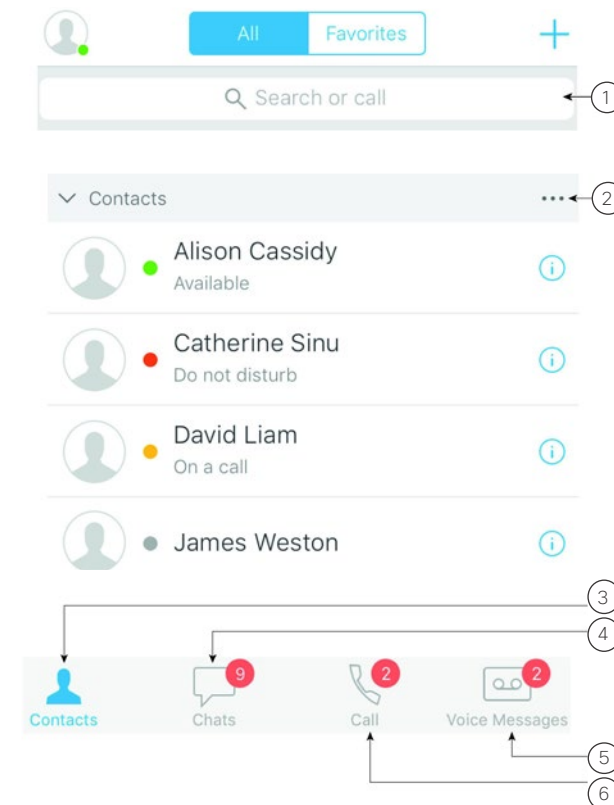 All Favorites
Search or call
1
Contacts ...
2
Alison Cassidy
Available
Catherine Sinu
Do not disturb
David Liam
On a call
James Weston
3
4
9 2 2
Contacts Chats Call Voice Messages
5
6